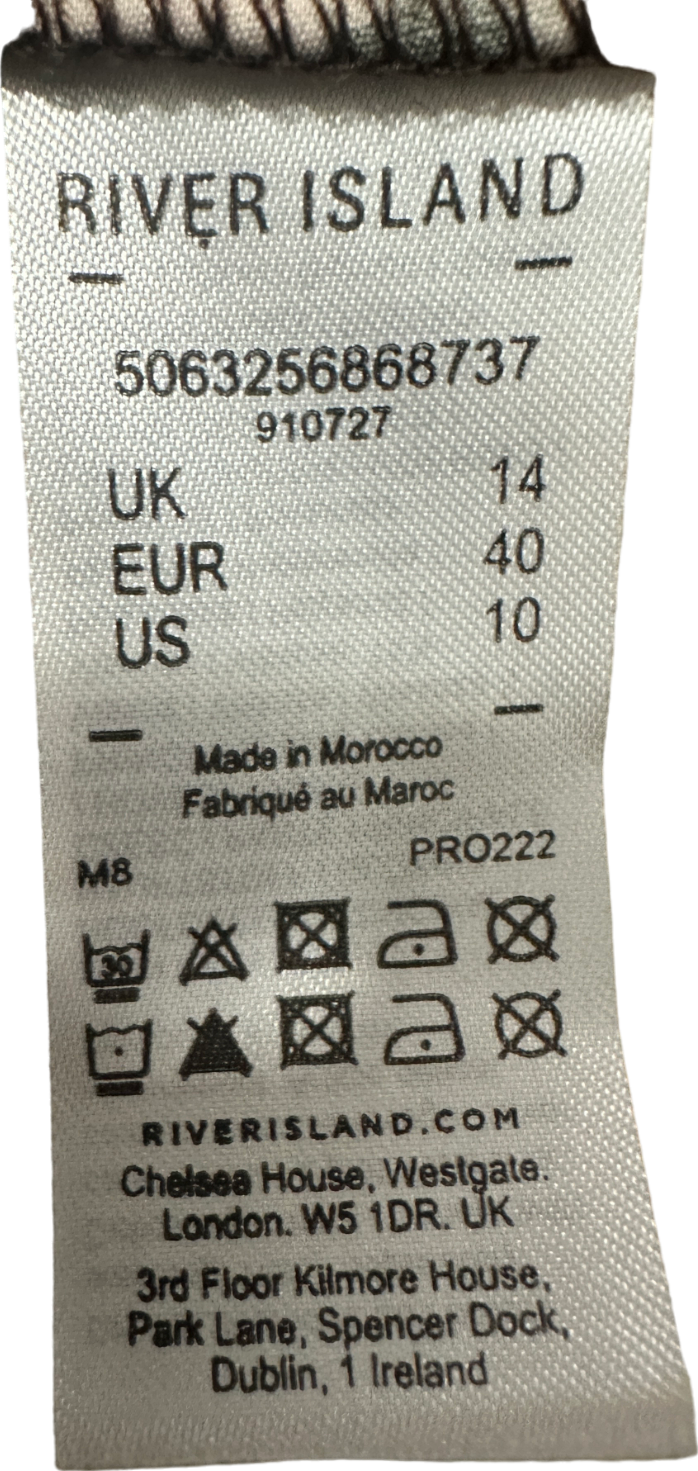 RIVER ISLAND
5063256868737
910727
UK 14
EUR 40
US 10
Made in Morocco
Fabriqué au Maroc
M8 PRO222
30
RIVERISLAND.COM
Chelsea House, Westgate.
London. W5 1DR. UK
3rd Floor Kilmore House,
Park Lane, Spencer Dock,
Dublin, 1 Ireland